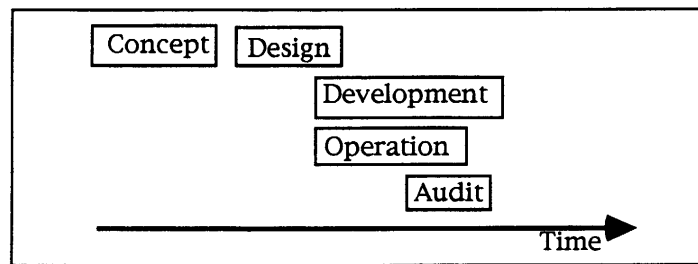 Concept Design
Development
Operation
Audit
Time